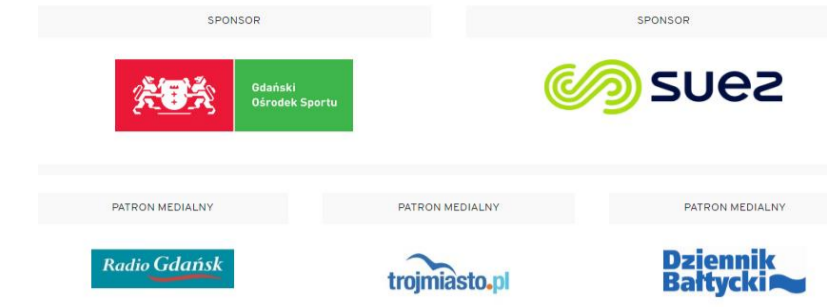 SPONSOR
SPONSOR
Gdański
Ośrodek Sportu
suez
PATRON MEDIALNY
PATRON MEDIALNY
PATRON MEDIALNY
Radio Gdańsk
trojmiasto.pl
Dziennik
Bałtycki